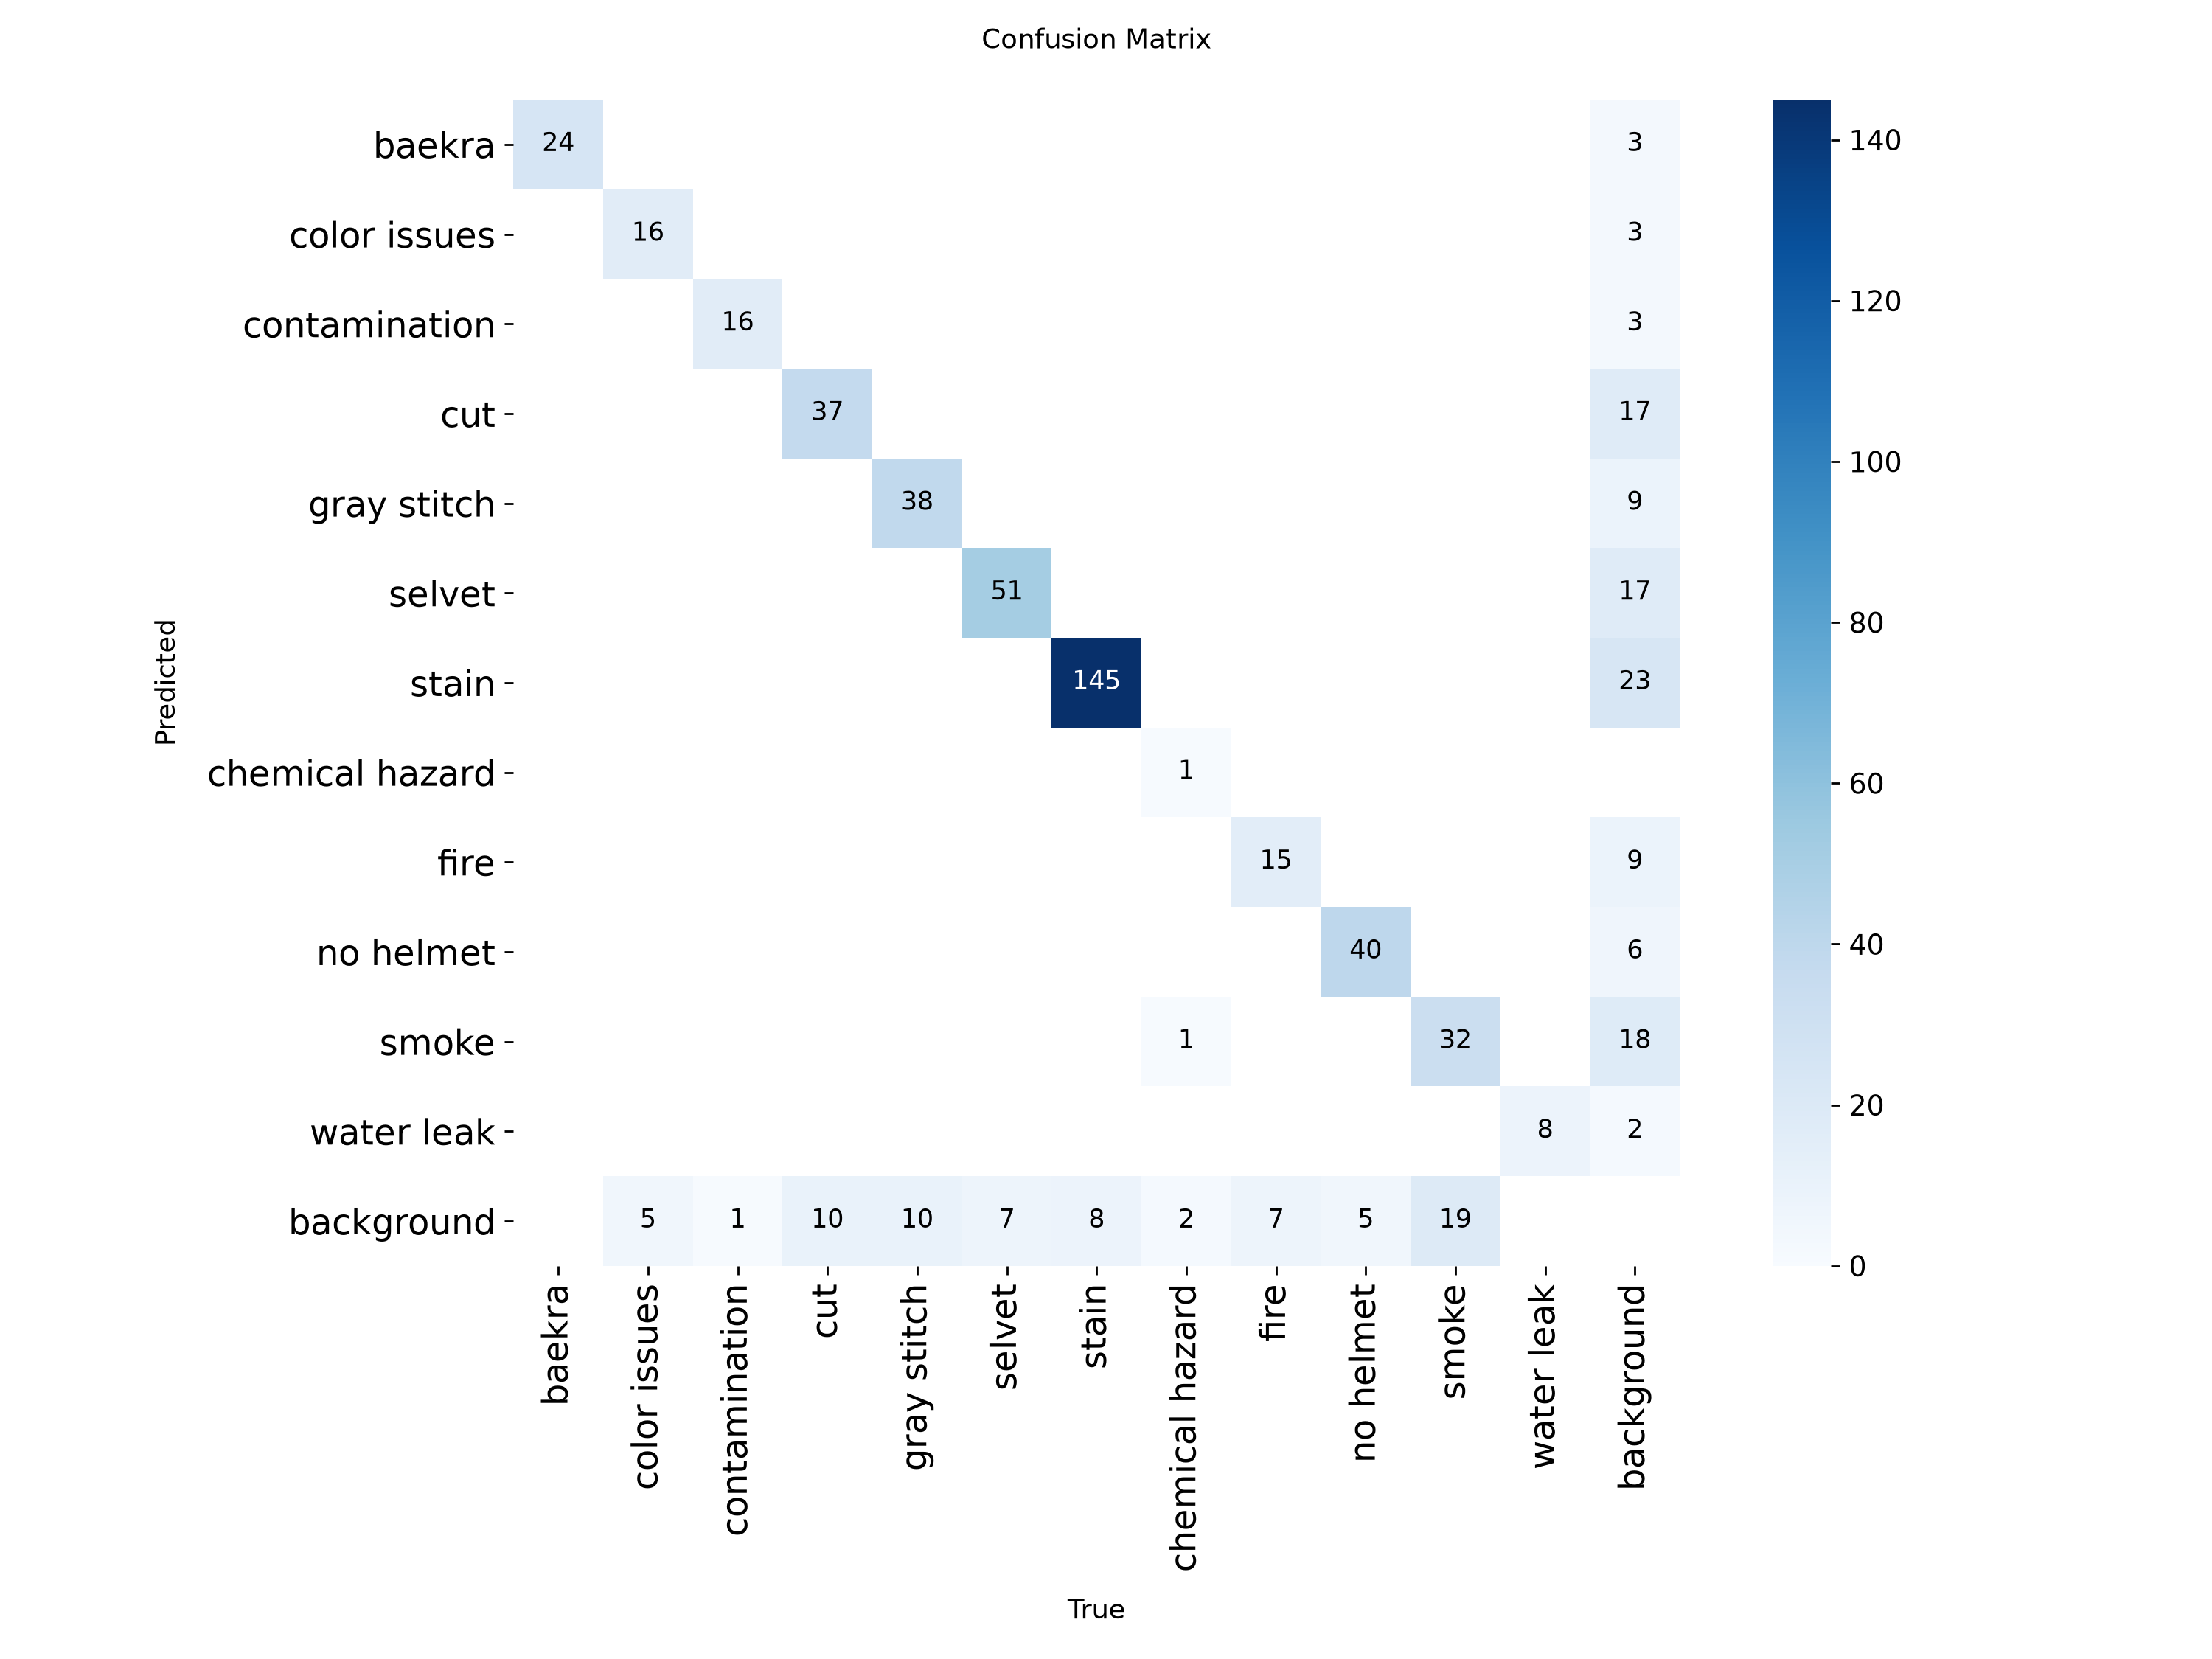 Confusion Matrix
baekra 24 3
color issues 16 3
contamination 16 3
cut 37 17
gray stitch 38 9
selvet 51 17
stain 145 23
chemical hazard 1
fire 15 9
no helmet 40 6
smoke 1 32 18
water leak 8 2
background 5 1 10 10 7 8 2 7 5 19
Predicted
baekra
color issues
contamination
cut
gray stitch
selvet
stain
chemical hazard
fire
no helmet
smoke
water leak
background
True
140
120
100
80
60
40
20
0